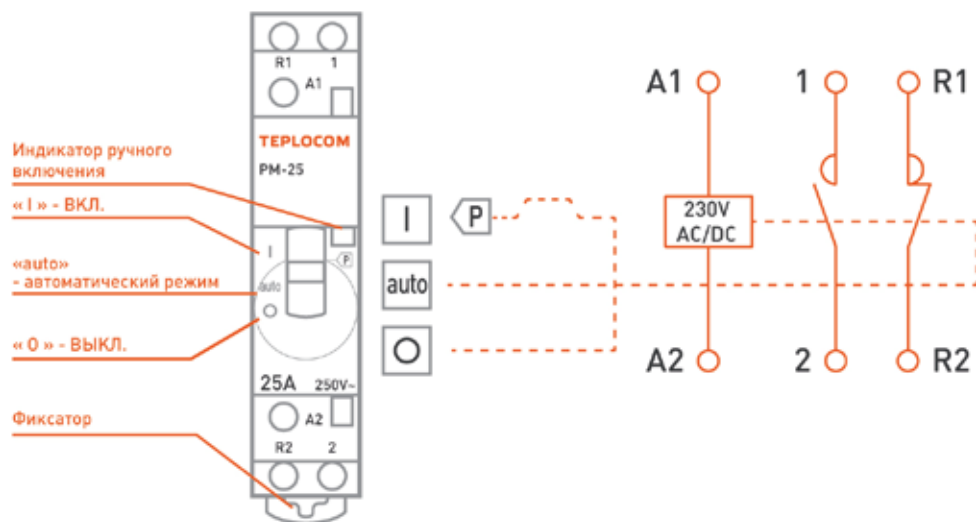 Индикатор ручного
включения
« I » - ВКЛ.
«auto»
- автоматический режим
« 0 » - ВЫКЛ.
Фиксатор
R1 1
A1
TEPLOCOM
PM-25
I
P
auto
O
25A 250V~
A2
R2 2
I
P
auto
O
A1 1 R1
230V
AC/DC
A2 2 R2